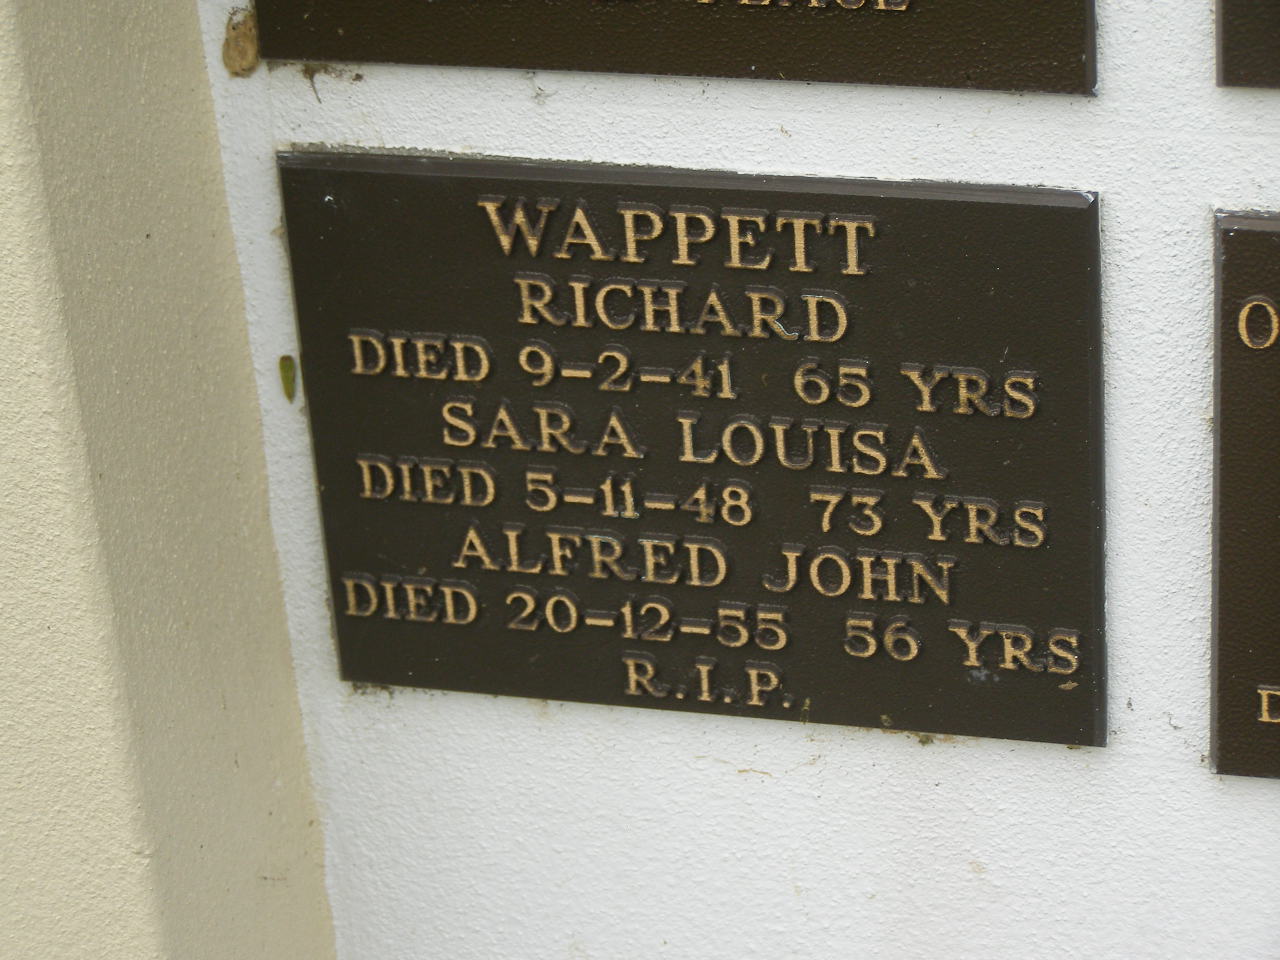 PEACE
WAPPETT
RICHARD
DIED 9-2-41 65 YRS
SARA LOUISA
DIED 5-11-48 73 YRS
ALFRED JOHN
DIED 20-12-55 56 YRS
R.I.P.